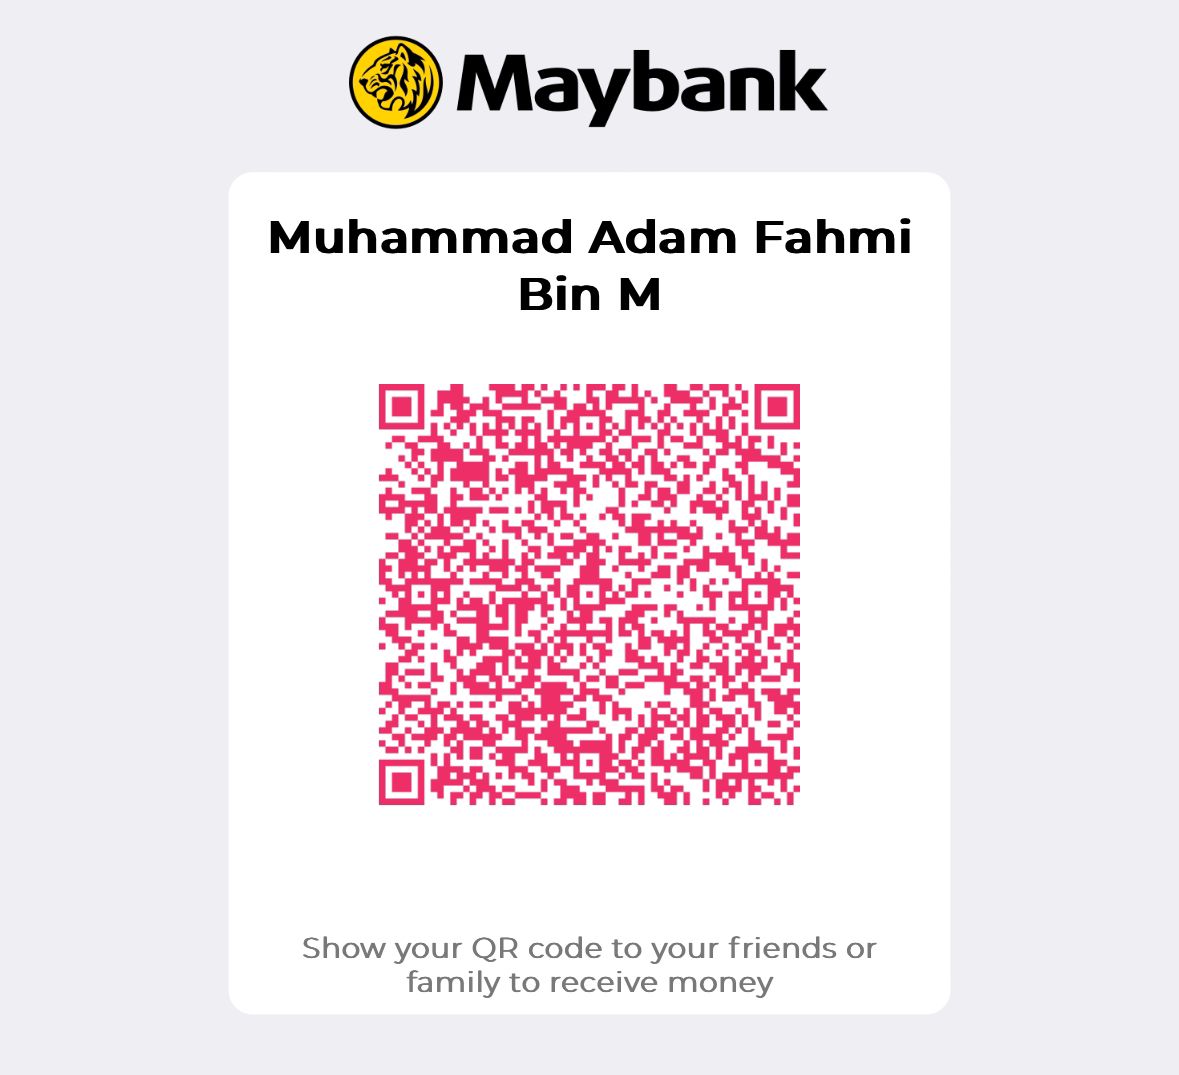 Maybank
Muhammad Adam Fahmi
Bin M
Show your QR code to your friends or
family to receive money